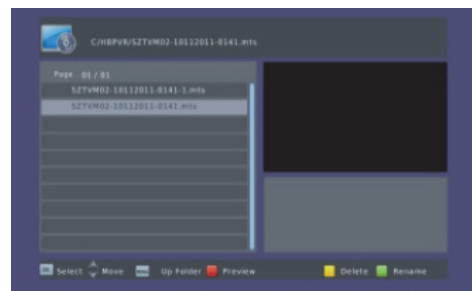 C/HBPVR/SZTVM02-10112011-0141.mts
Page 01/01
SZTVM02-10112011-0141-1.mts
SZTVM02-10112011-0141.mts
Select Move Up Folder Preview Delete Rename